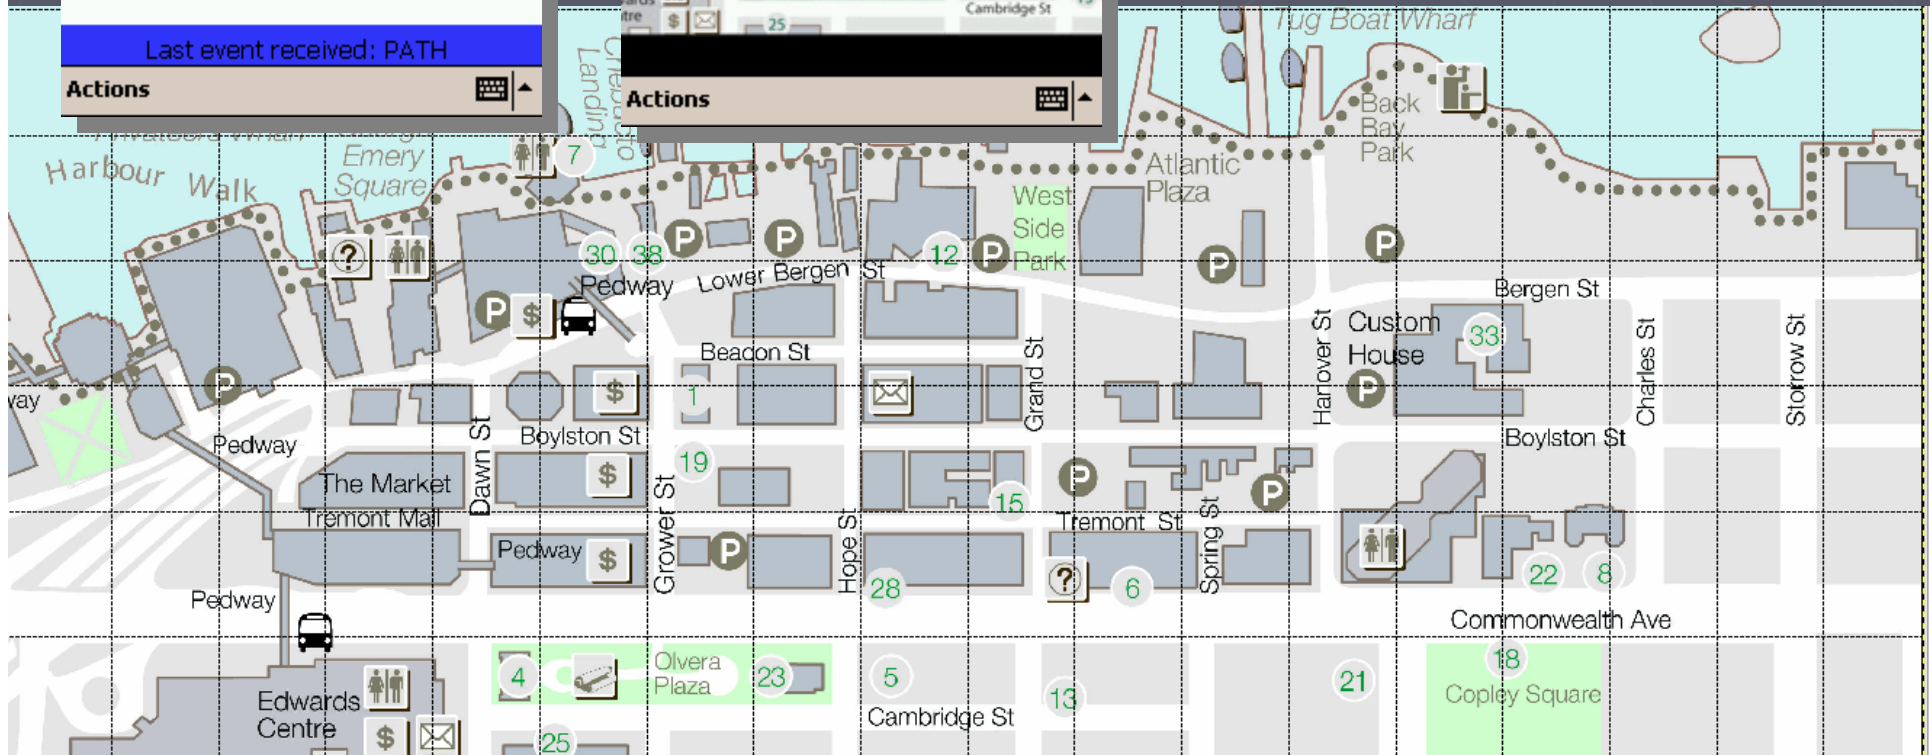 Last event received: PATH
Actions
Cambridge St
25
Actions
Tug Boat Wharf
Landing
Back
Bay
Park
Harbour Walk
Emery
Square
7
Atlantic
Plaza
West
Side
Park
?
30
38
P
P
12
P
P
P
Pedway
Lower Bergen St
Bergen St
P
$
Custom
House
33
Beacon St
Grand St
Hanover St
Charles St
Storrow St
P
way
$
1
P
Pedway
Dawn St
Boylston St
Boylston St
The Market
$
19
15
P
P
Tremont Mall
Grower St
Hope St
Tremont St
Spring St
Pedway
$
P
28
?
6
22
8
Pedway
Commonwealth Ave
4
Olvera
Plaza
23
5
13
21
18
Copley Square
Edwards
Centre
$
Cambridge St
25